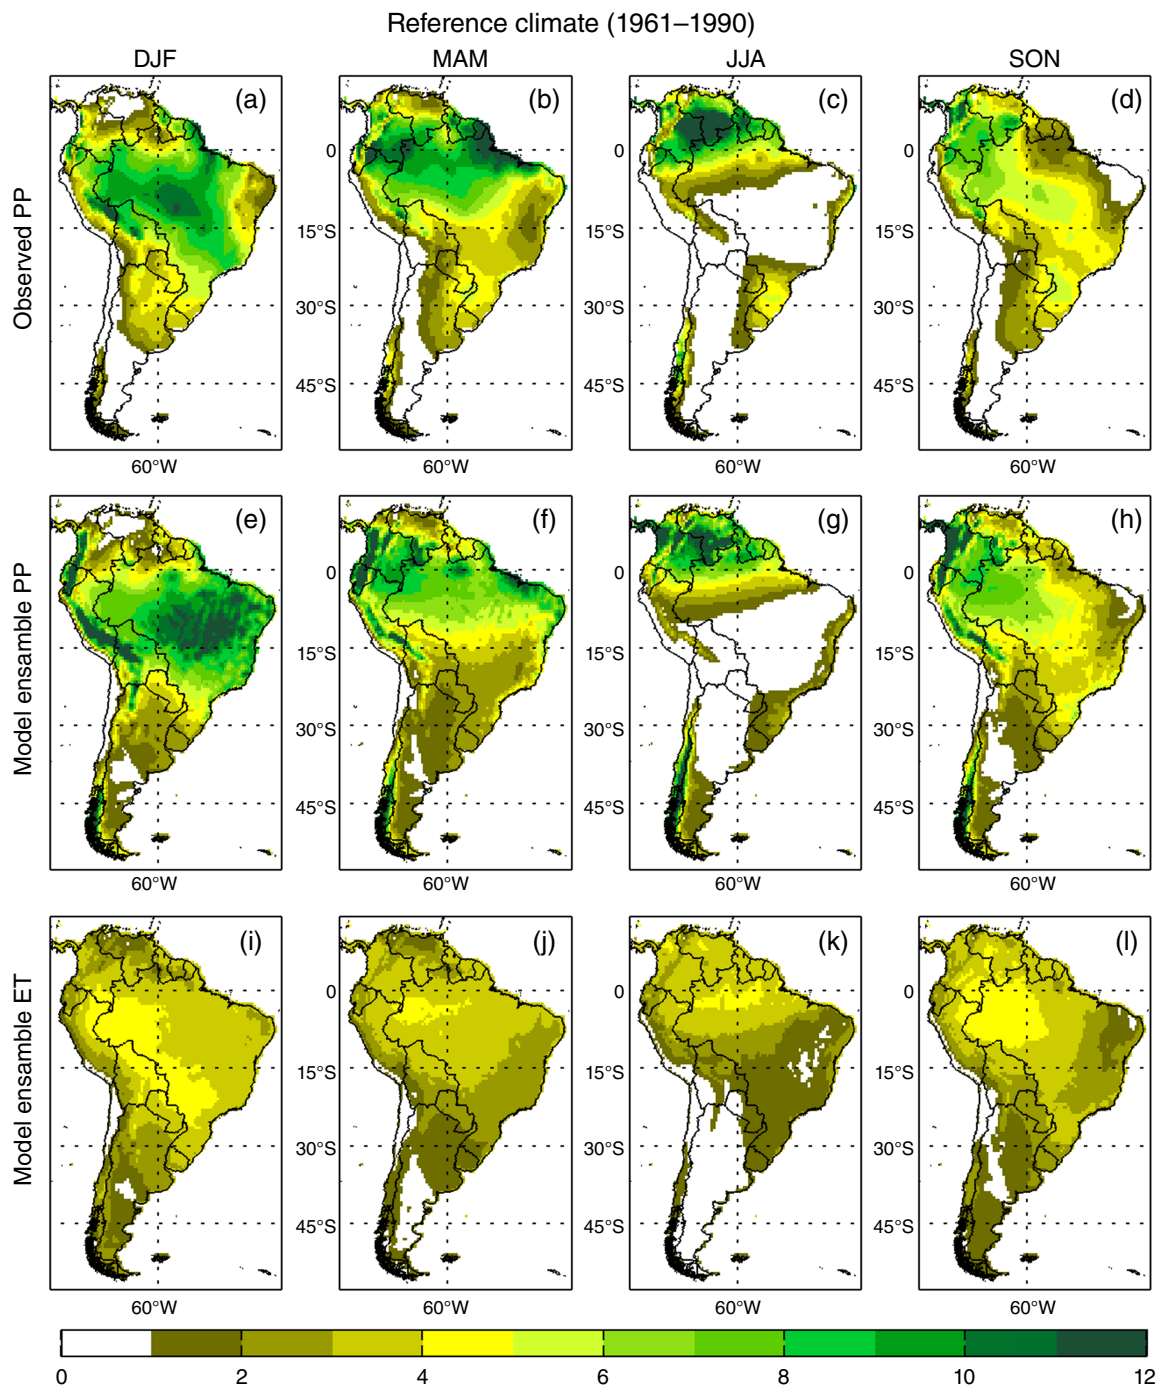 Reference climate (1961–1990)
DJF MAM JJA SON
Observed PP
(a) (b) (c) (d)
0 0 0
15°S 15°S 15°S
30°S 30°S 30°S
45°S 45°S 45°S
60°W 60°W 60°W 60°W
Model ensamble PP
(e) (f) (g) (h)
0 0 0
15°S 15°S 15°S
30°S 30°S 30°S
45°S 45°S 45°S
60°W 60°W 60°W 60°W
Model ensamble ET
(i) (j) (k) (l)
0 0 0
15°S 15°S 15°S
30°S 30°S 30°S
45°S 45°S 45°S
60°W 60°W 60°W 60°W
0 2 4 6 8 10 12